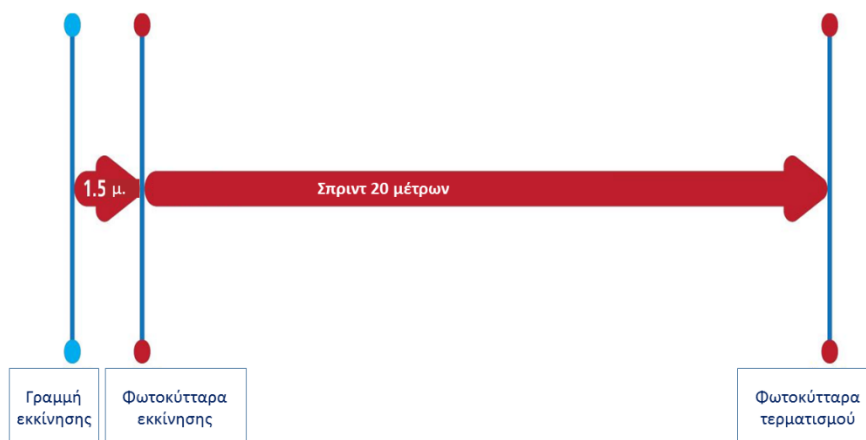 1.5 μ.
Σπριντ 20 μέτρων
Γραμμή
εκκίνησης
Φωτοκύτταρα
εκκίνησης
Φωτοκύτταρα
τερματισμού